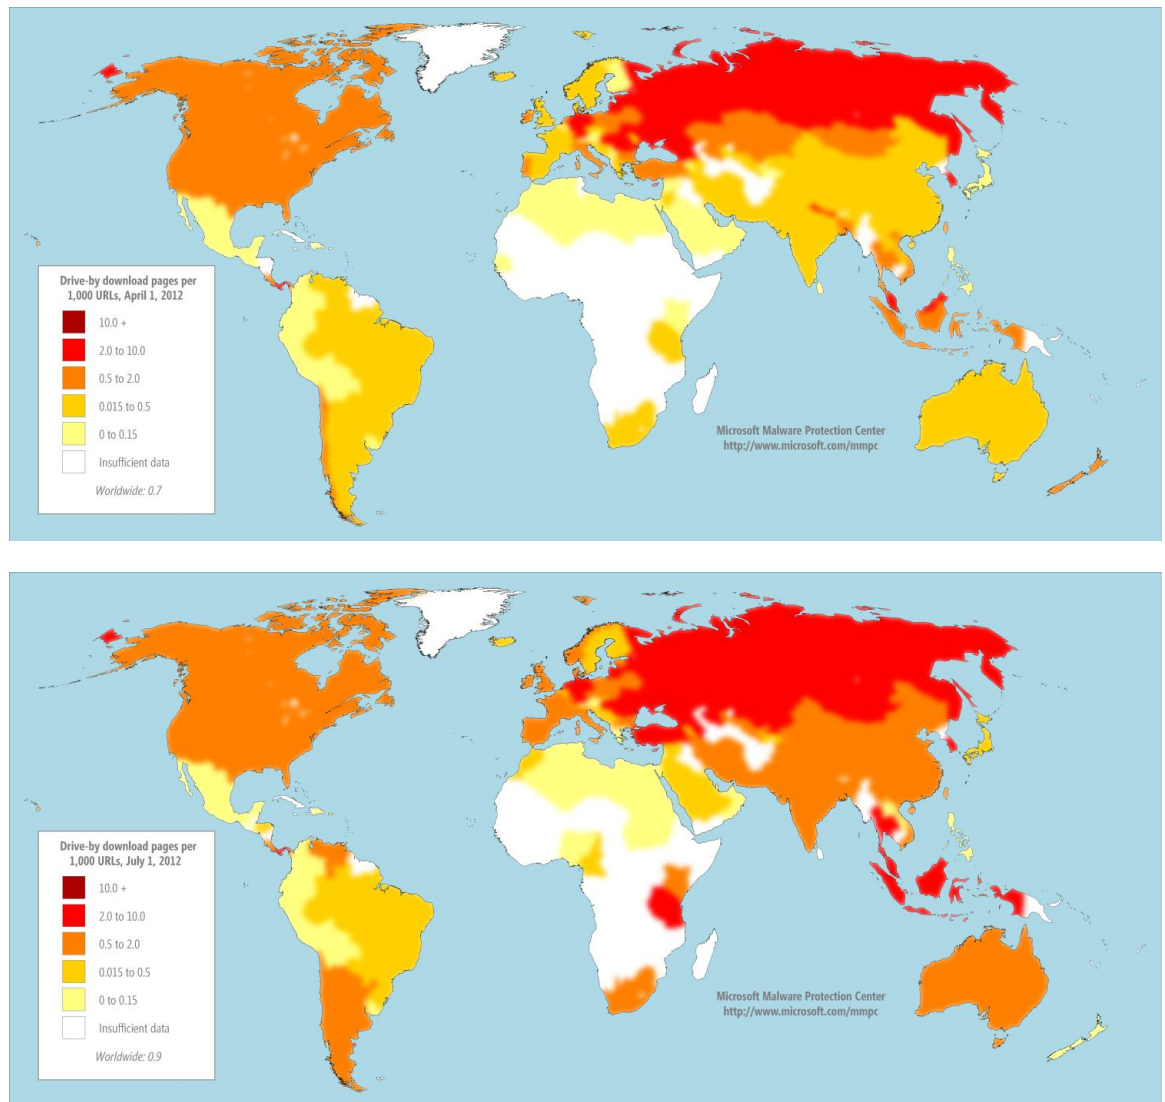 Drive-by download pages per
1,000 URLs, April 1, 2012
10.0 +
2.0 to 10.0
0.5 to 2.0
0.015 to 0.5
0 to 0.15
Insufficient data
Worldwide: 0.7
Microsoft Malware Protection Center
http://www.microsoft.com/mmpc
Drive-by download pages per
1,000 URLs, July 1, 2012
10.0 +
2.0 to 10.0
0.5 to 2.0
0.015 to 0.5
0 to 0.15
Insufficient data
Worldwide: 0.9
Microsoft Malware Protection Center
http://www.microsoft.com/mmpc